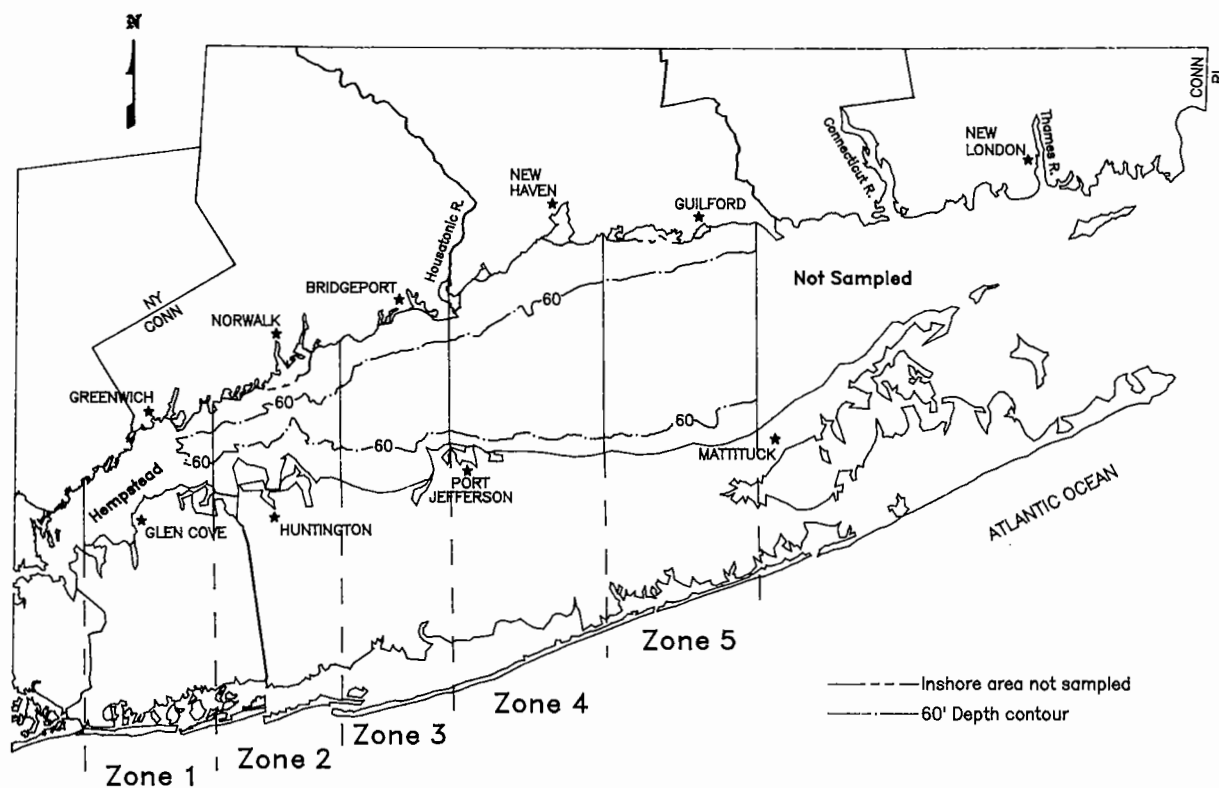 N
CONN
RI
NEW
LONDON
Thames R.
Connecticut R.
NEW
HAVEN
GUILFORD
Housatonic R.
Not Sampled
60
BRIDGEPORT
NY
CONN
NORWALK
GREENWICH
60
60
60
60
Hempstead
MATTITUCK
PORT
JEFFERSON
GLEN COVE
HUNTINGTON
ATLANTIC OCEAN
Zone 5
Inshore area not sampled
Zone 4
60' Depth contour
Zone 3
Zone 2
Zone 1